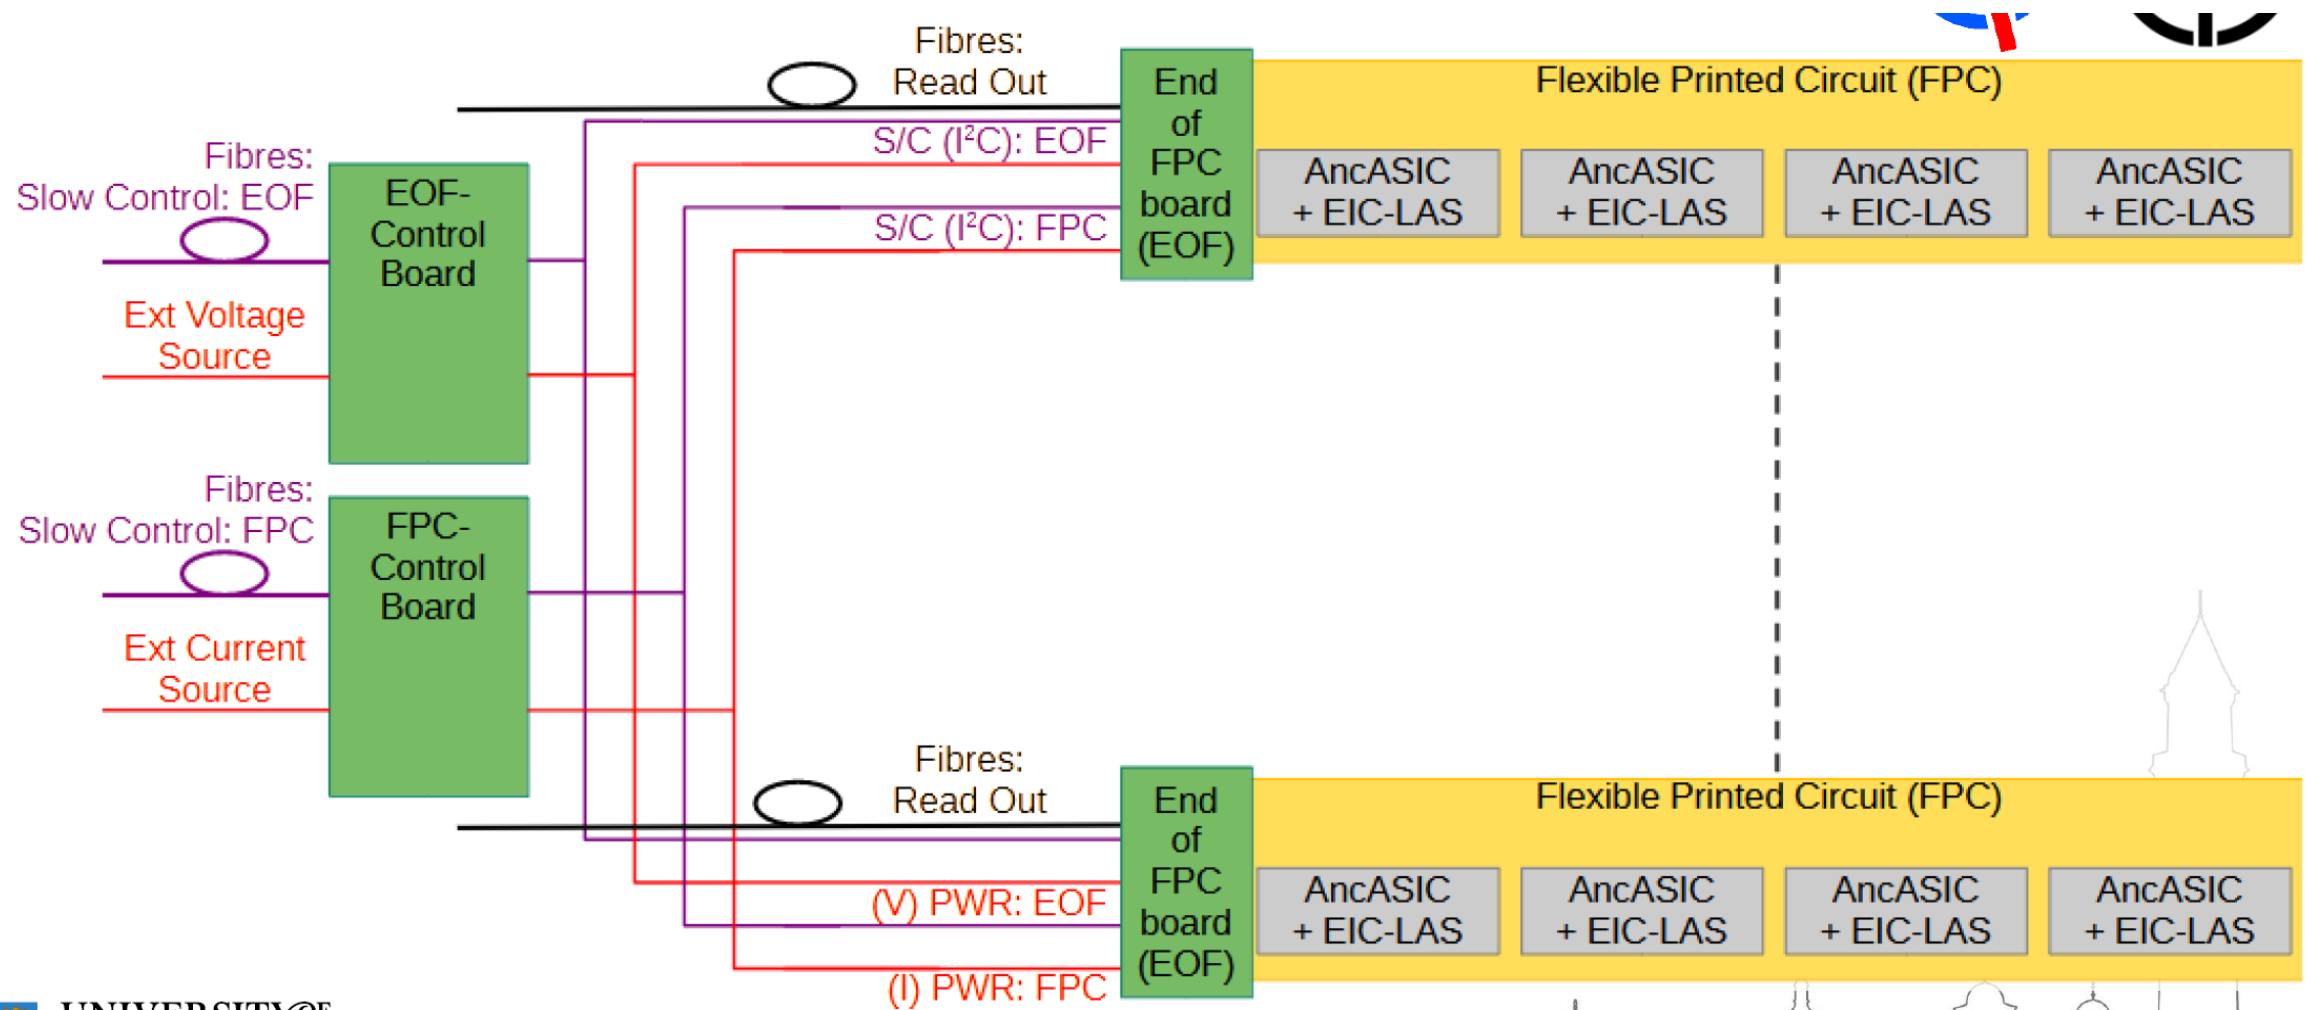 Fibres:
Read Out
End
of
FPC
board
(EOF)
Flexible Printed Circuit (FPC)
S/C (I²C): EOF
S/C (I²C): FPC
AncASIC
+ EIC-LAS
AncASIC
+ EIC-LAS
AncASIC
+ EIC-LAS
AncASIC
+ EIC-LAS
Fibres:
Slow Control: EOF
EOF-
Control
Board
Ext Voltage
Source
Fibres:
Slow Control: FPC
FPC-
Control
Board
Ext Current
Source
Fibres:
Read Out
End
of
FPC
board
(EOF)
Flexible Printed Circuit (FPC)
(V) PWR: EOF
(I) PWR: FPC
AncASIC
+ EIC-LAS
AncASIC
+ EIC-LAS
AncASIC
+ EIC-LAS
AncASIC
+ EIC-LAS
UNIVERSITY OF